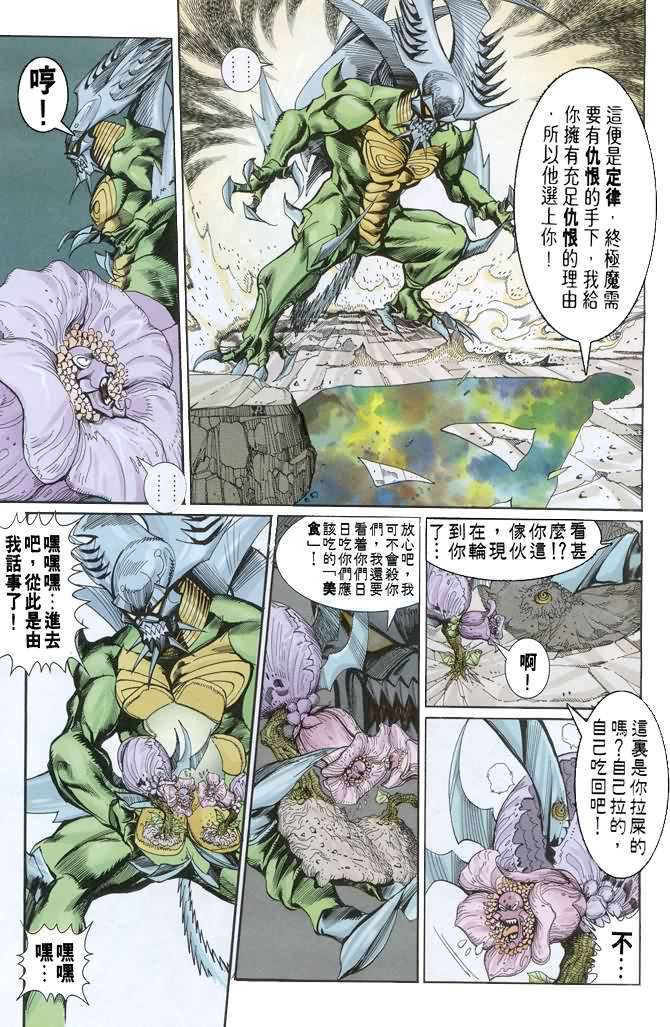 這便是定律，終極魔需
要有仇恨的手下，我給
你擁有充足仇恨的理由
，所以他選上你！
……
哼！
……
看甚
麼？!
你這
傢伙
，現
在輪
到你
了…
啊！
這裏是你拉屎的
嗎？自己拉的，
自己吃回吧！
不…
放心吧，我
可不會殺你
們，我還要
看着你們日
日吃你們應
該吃的「美
食」！
嘿嘿嘿…進去
吧，從此是由
我話事了！
嘿嘿
嘿…